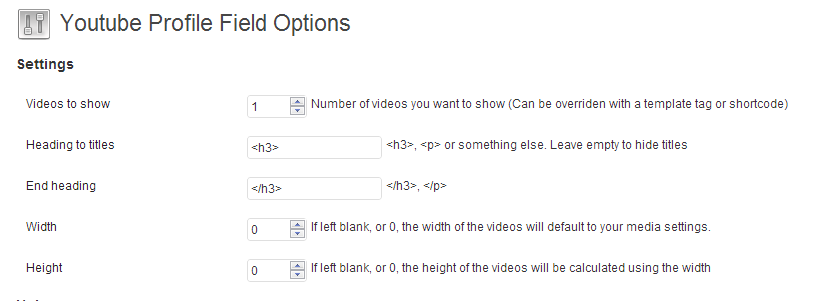 Youtube Profile Field Options
Settings
Videos to show 1 Number of videos you want to show (Can be overriden with a template tag or shortcode)
Heading to titles <h3> <h3>, <p> or something else. Leave empty to hide titles
End heading </h3> </h3>, </p>
Width 0 If left blank, or 0, the width of the videos will default to your media settings.
Height 0 If left blank, or 0, the height of the videos will be calculated using the width